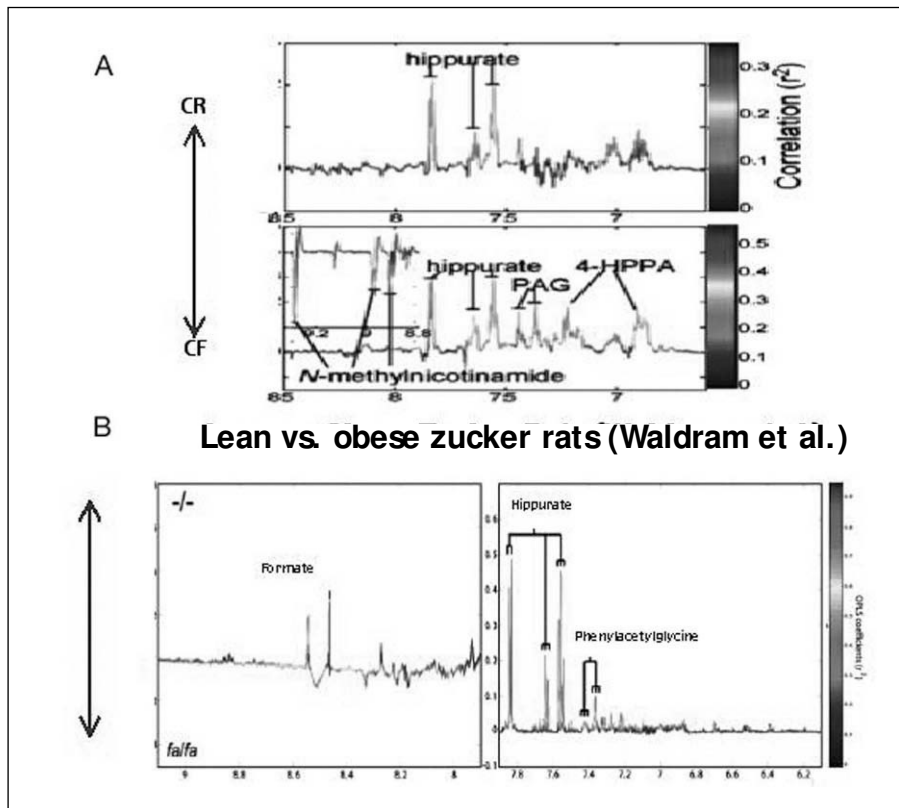 A
CR
CF
hippurate
0.3
0.2
0.1
0
Correlation (r²)
8.5 8 7.5 7
hippurate
PAG
4-HPPA
9.2 9 8.8
N-methylnicotinamide
0.5
0.4
0.3
0.2
0.1
0
8.5 8 7.5 7
B
Lean vs. obese zucker rats (Waldram et al.)
-/-
Formate
fa/fa
9 8.8 8.6 8.4 8.2 8
Hippurate
Phenylacetylglycine
0.6
0.5
0.4
0.3
0.2
0.1
0
-0.1
7.8 7.6 7.4 7.2 7 6.8 6.6 6.4 6.2
OPLS coefficients (r²)